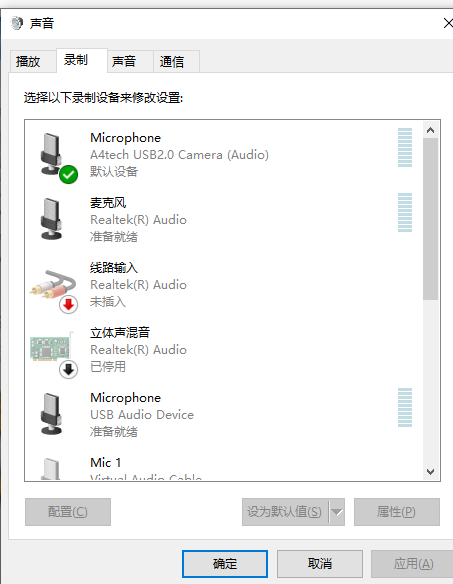 声音
播放
录制
声音
通信
选择以下录制设备来修改设置:
Microphone
A4tech USB2.0 Camera (Audio)
默认设备
麦克风
Realtek(R) Audio
准备就绪
线路输入
Realtek(R) Audio
未插入
立体声混音
Realtek(R) Audio
已停用
Microphone
USB Audio Device
准备就绪
Mic 1
Virtual Audio Cable
配置(C)
设为默认值(S)
属性(P)
确定
取消
应用(A)